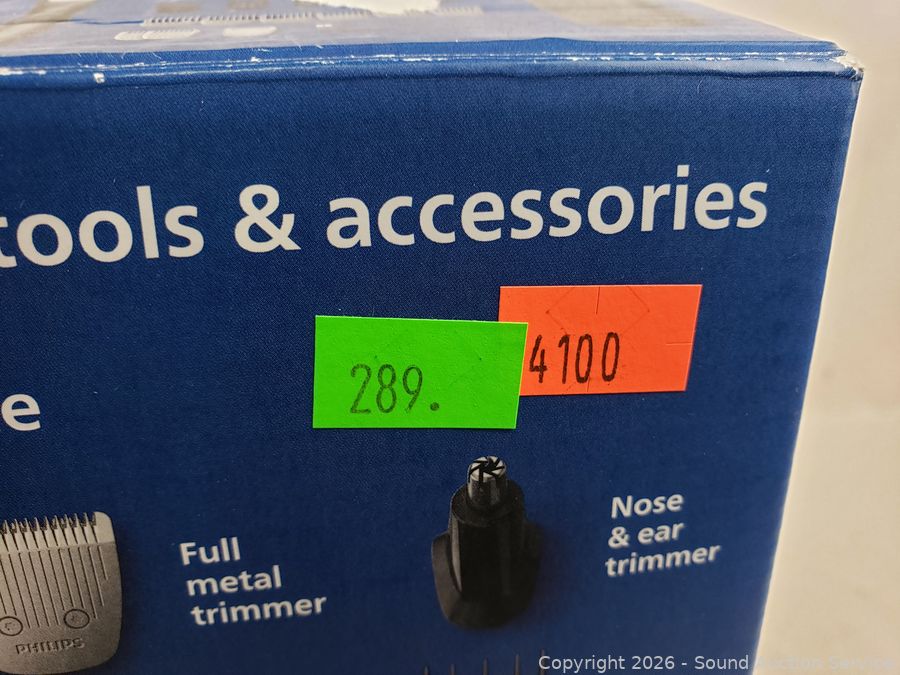 tools & accessories
4100
289.
e
Full
metal
trimmer
Nose
& ear
trimmer
PHILIPS
Copyright 2026 - Sound Auction Service